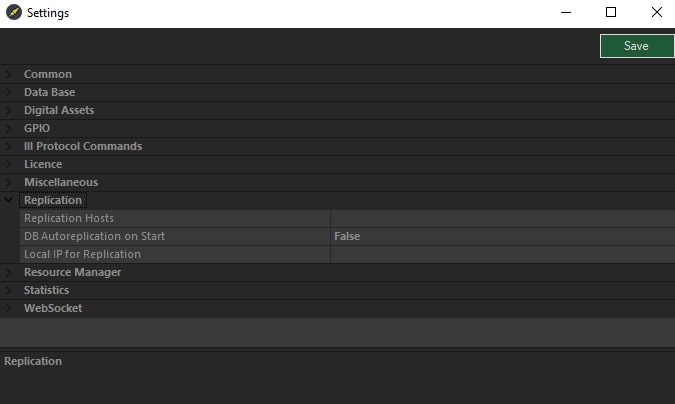 Settings
Save
Common
Data Base
Digital Assets
GPIO
III Protocol Commands
Licence
Miscellaneous
Replication
Replication Hosts
DB Autoreplication on Start False
Local IP for Replication
Resource Manager
Statistics
WebSocket
Replication